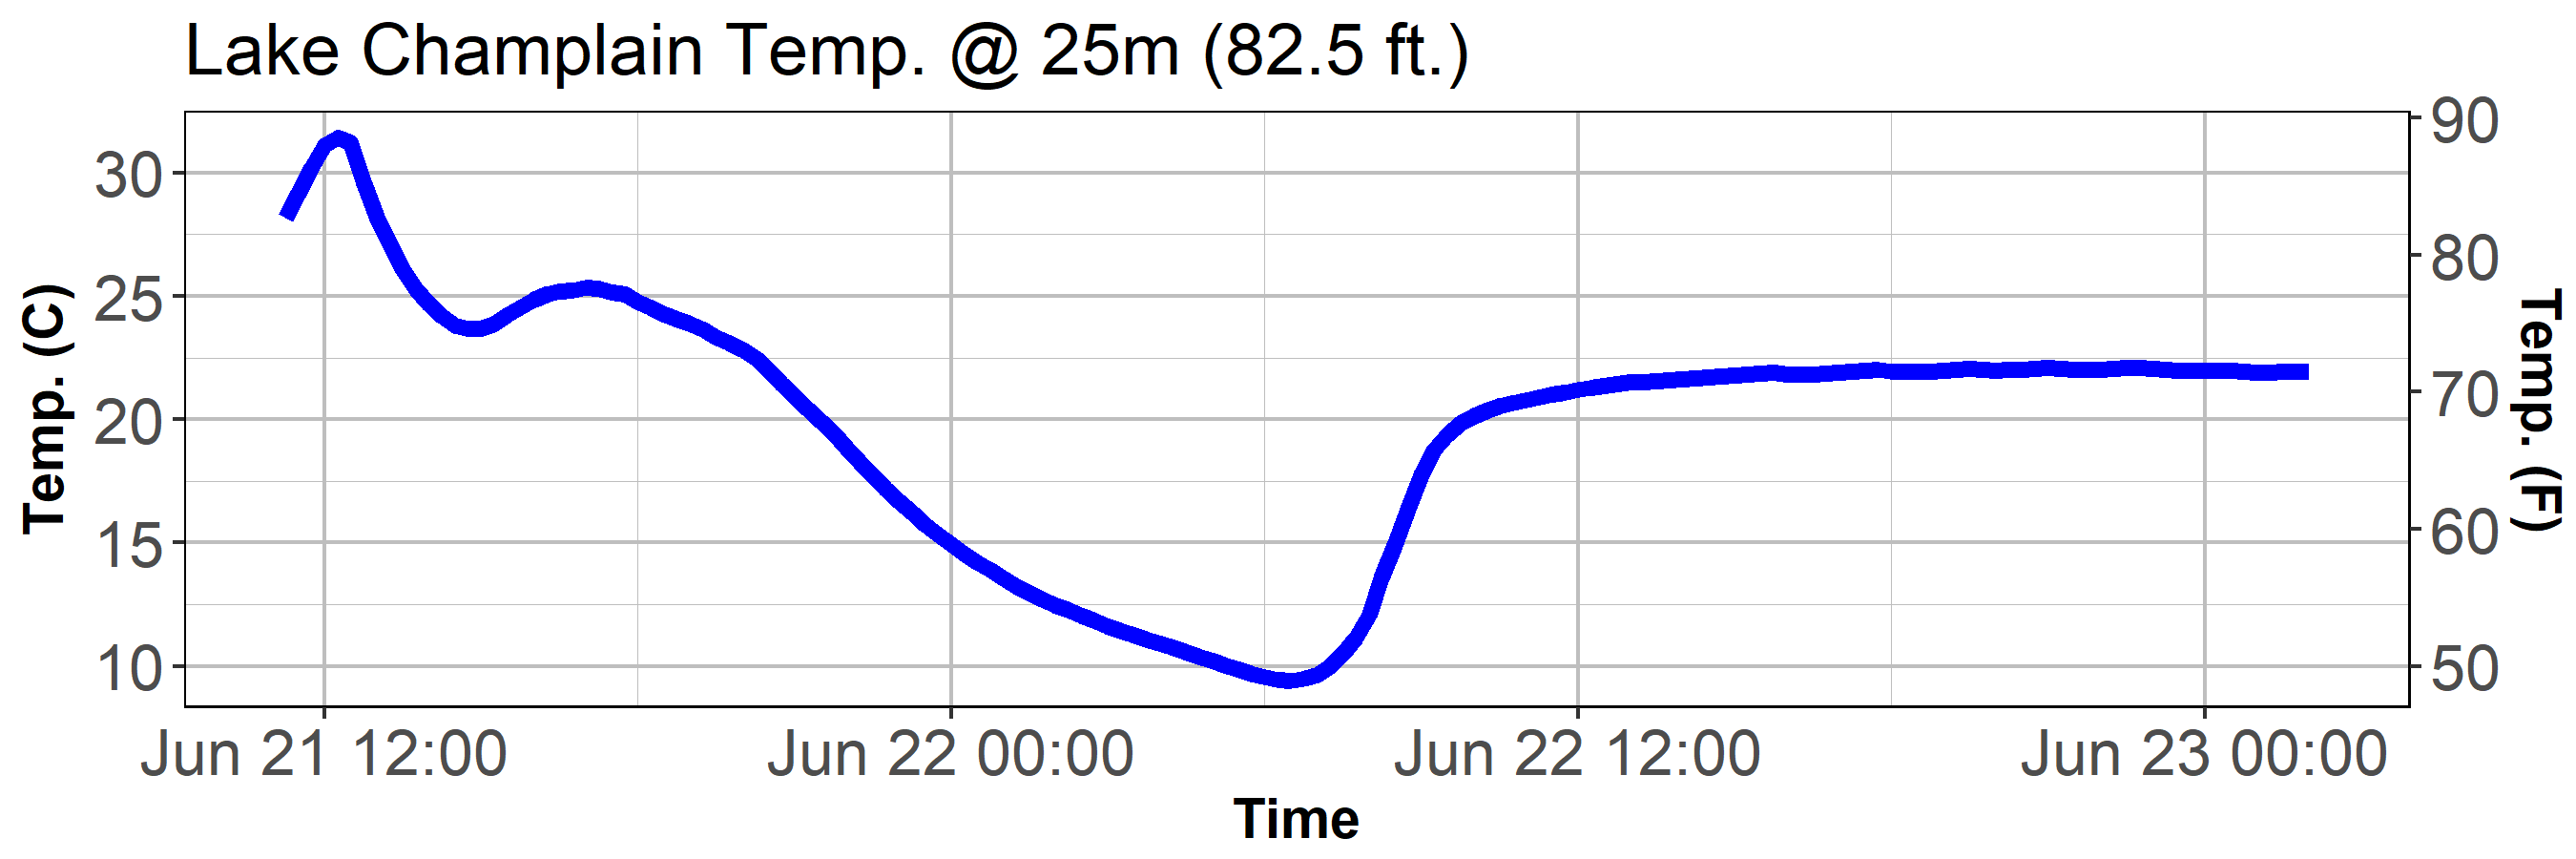 Lake Champlain Temp. @ 25m (82.5 ft.)
Temp. (C)
30
25
20
15
10
90
80
70
60
50
Temp. (F)
Jun 21 12:00
Jun 22 00:00
Jun 22 12:00
Jun 23 00:00
Time